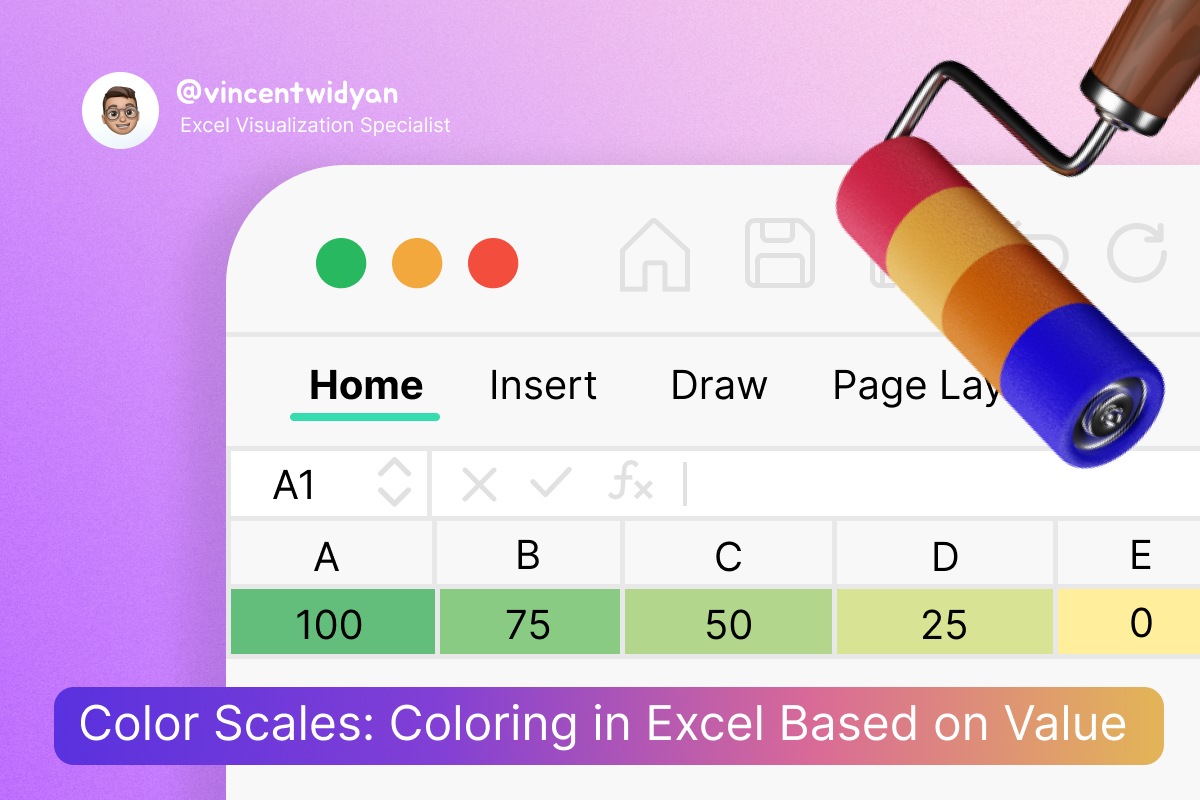 @vincentwidyan
Excel Visualization Specialist
Home Insert Draw Page Lay
A1 fx
A B C D E
100 75 50 25 0
Color Scales: Coloring in Excel Based on Value